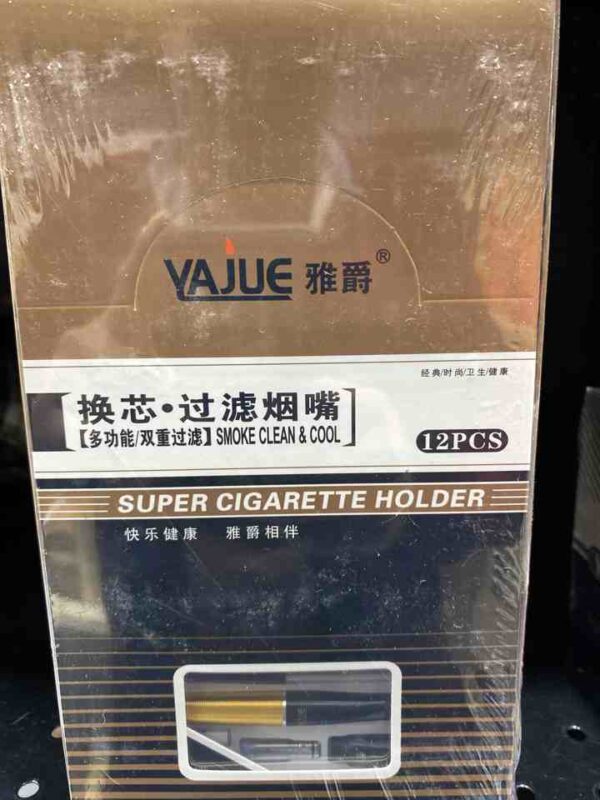 YAJUE 雅爵®
经典/时尚/卫生/健康
换芯·过滤烟嘴
【多功能/双重过滤】SMOKE CLEAN & COOL
12PCS
SUPER CIGARETTE HOLDER
快乐健康 雅爵相伴